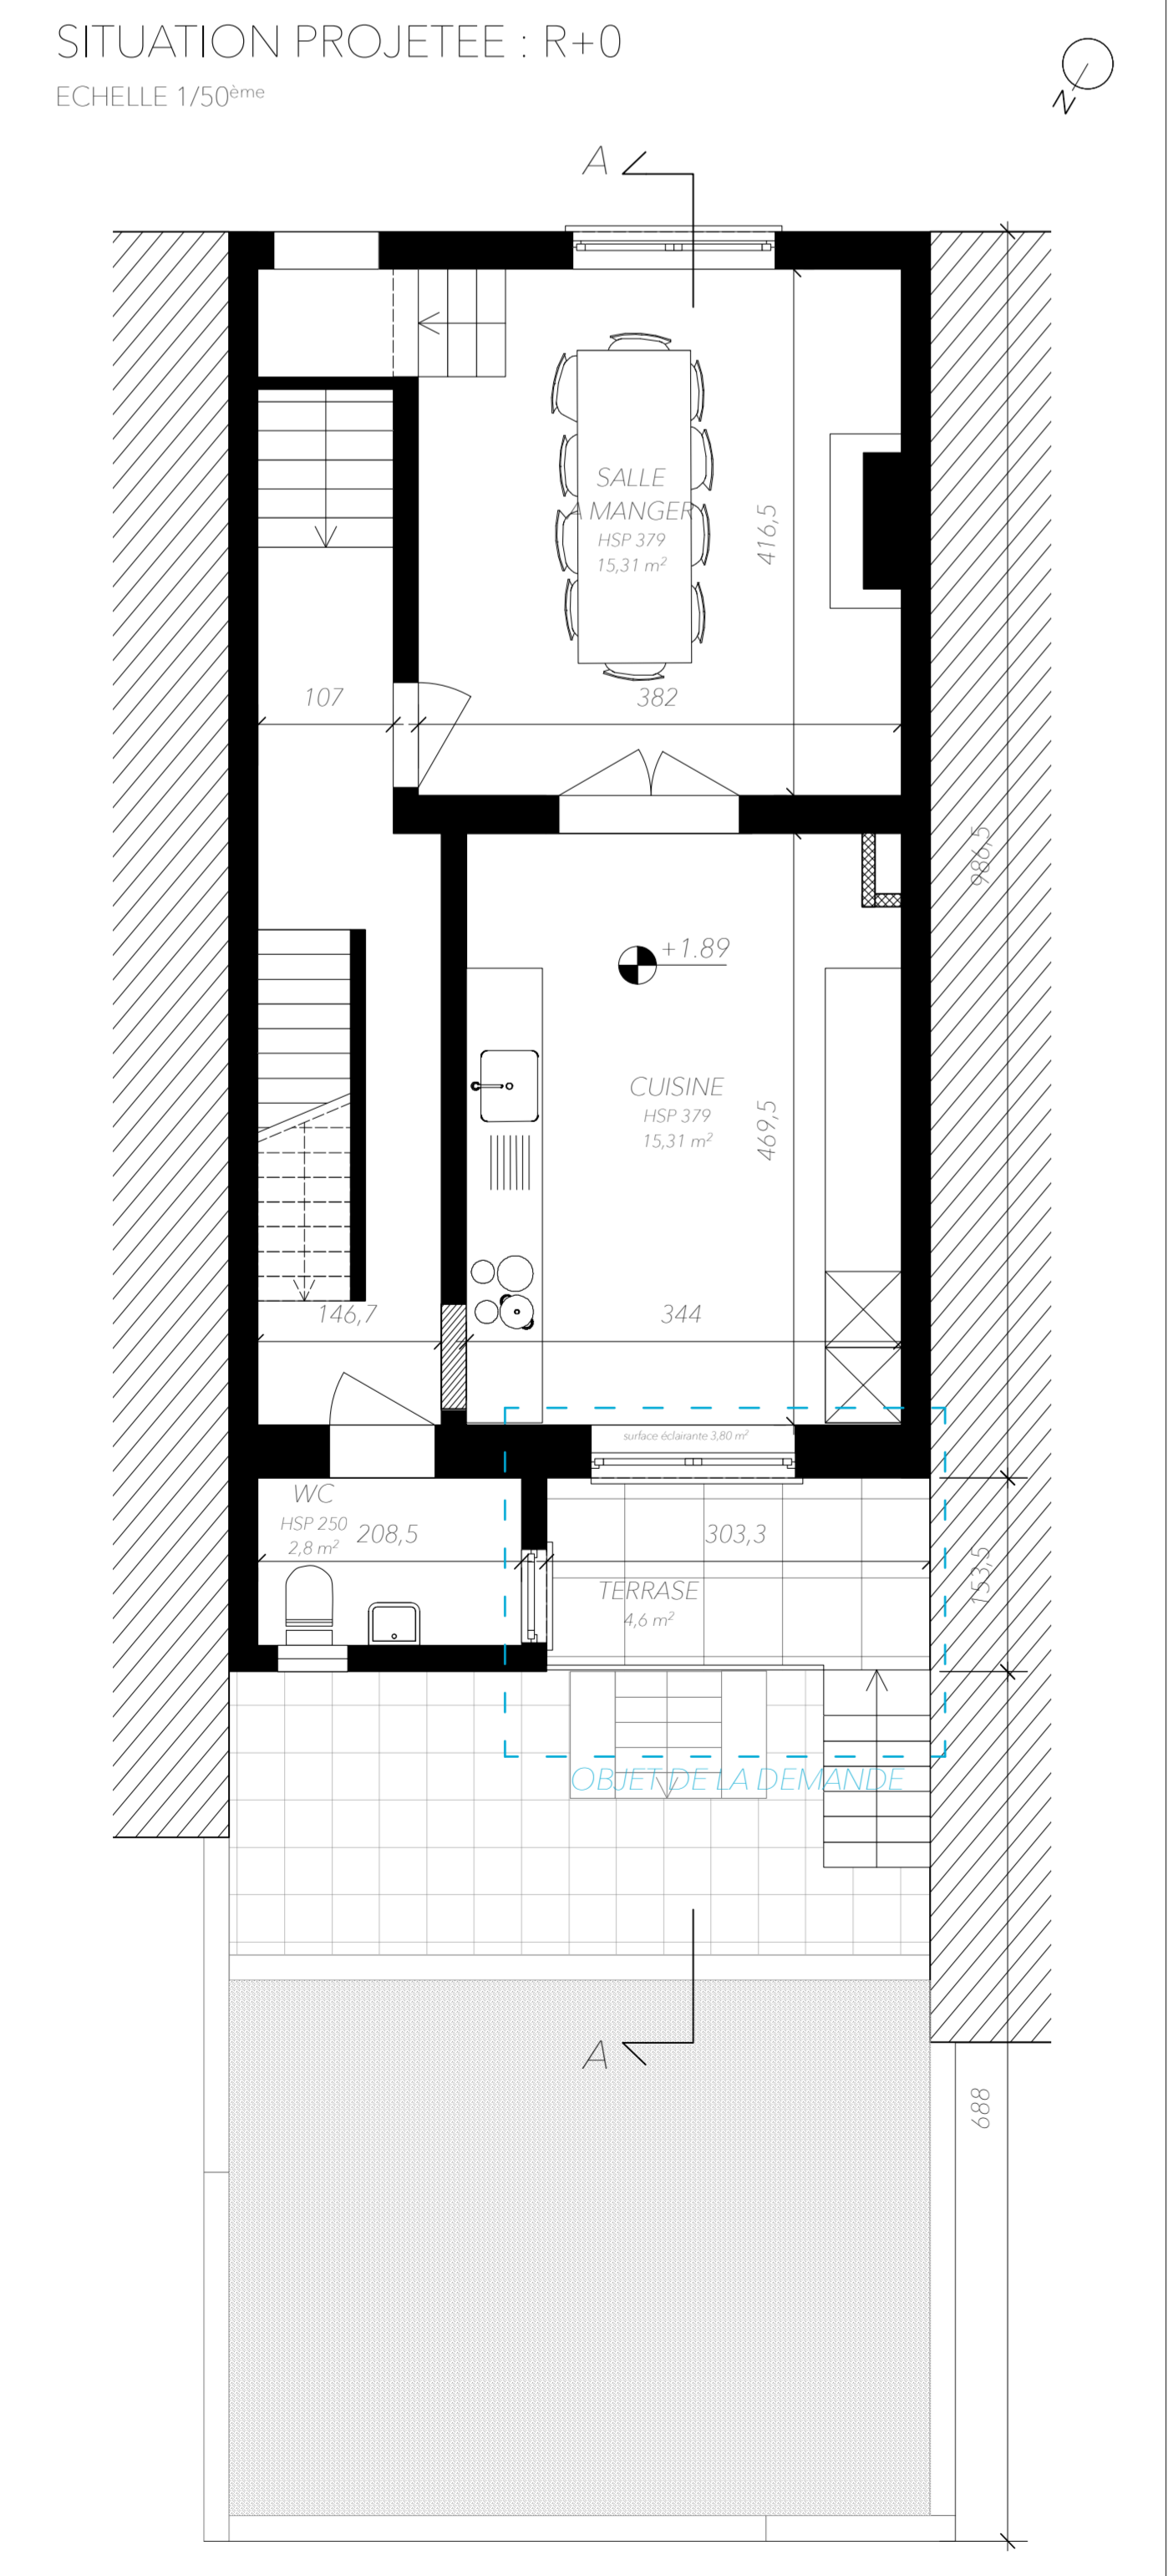 SITUATION PROJETEE : R+0
ECHELLE 1/50ème
N
A
SALLE
A MANGER
HSP 379
15,31 m²
416,5
107
382
986,5
+1.89
CUISINE
HSP 379
15,31 m²
469,5
146,7
344
surface éclairante 3,80 m²
WC
HSP 250
2,8 m²
208,5
303,3
153,5
TERRASE
4,6 m²
OBJET DE LA DEMANDE
A
688